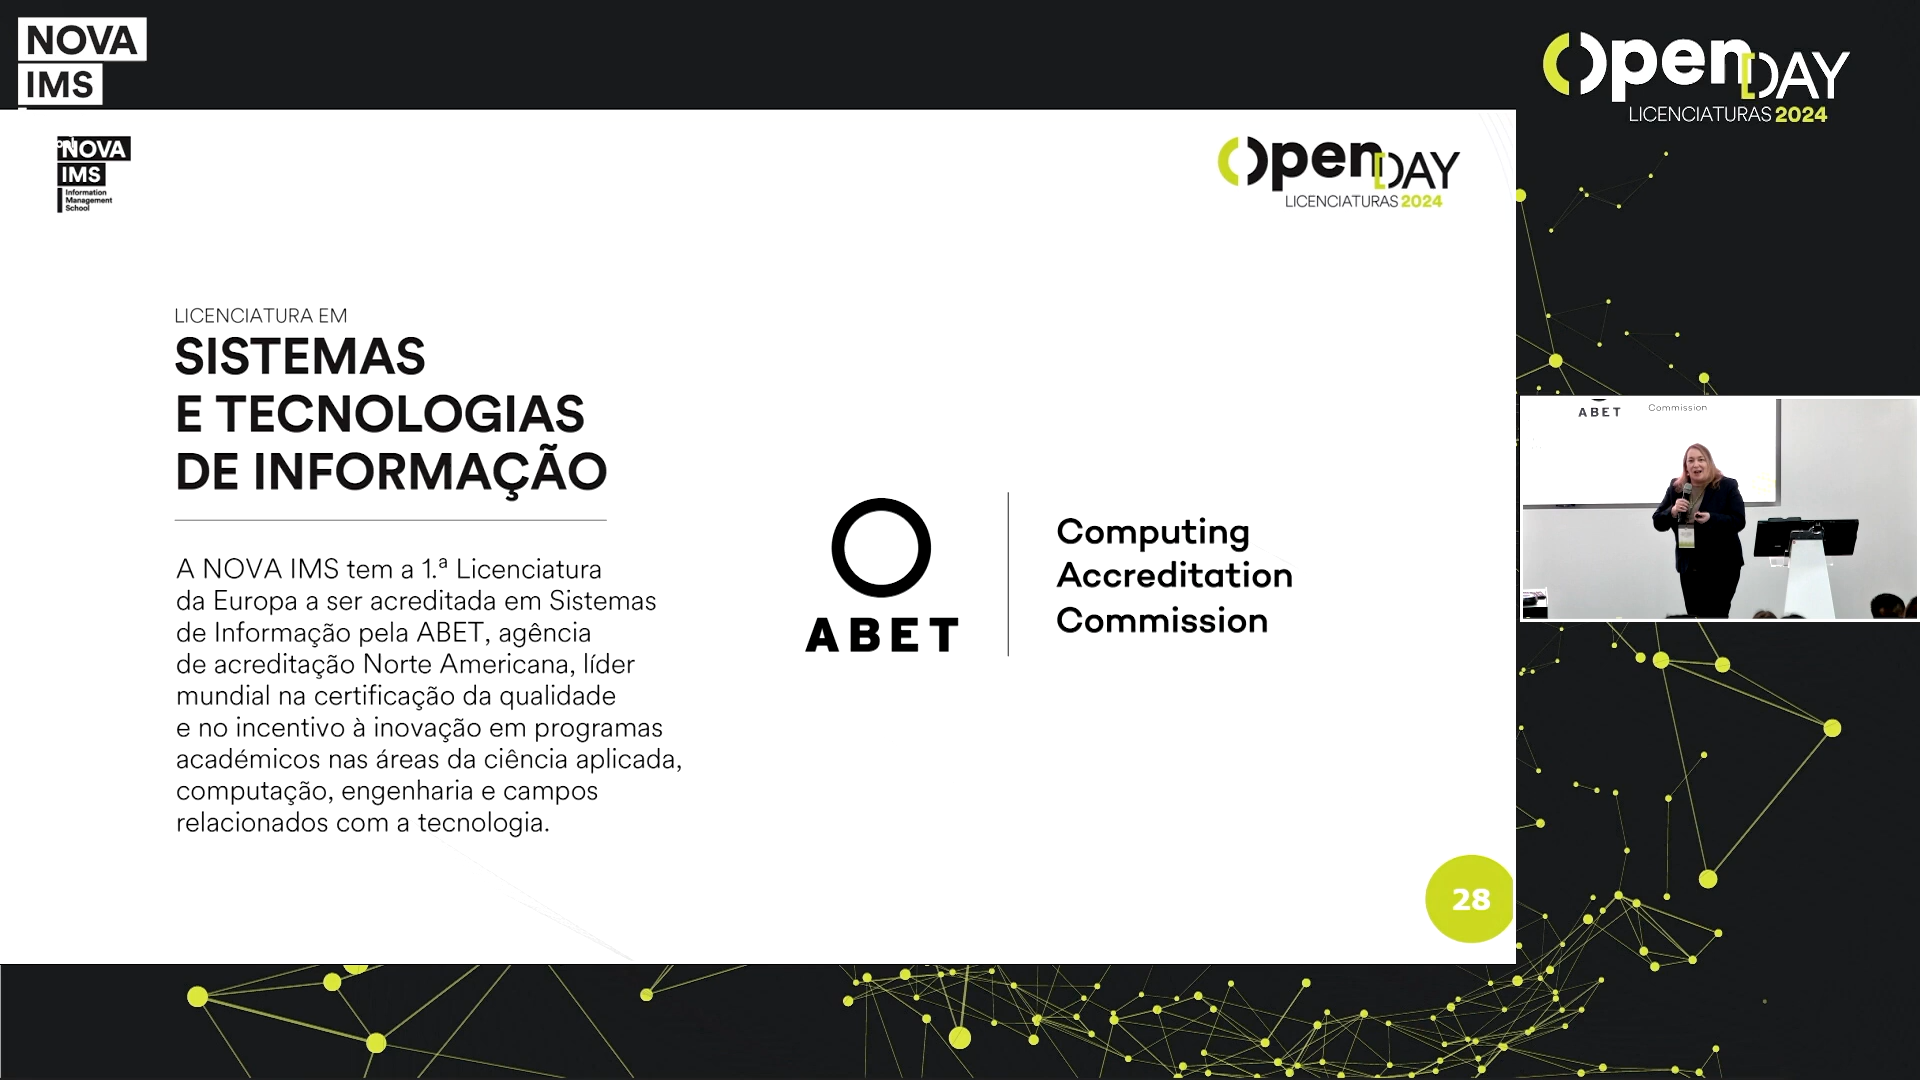 NOVA
IMS
Open DAY
LICENCIATURAS 2024
NOVA
IMS
Information
Management
School
Open DAY
LICENCIATURAS 2024
LICENCIATURA EM
SISTEMAS
E TECNOLOGIAS
DE INFORMAÇÃO
A NOVA IMS tem a 1.ª Licenciatura
da Europa a ser acreditada em Sistemas
de Informação pela ABET, agência
de acreditação Norte Americana, líder
mundial na certificação da qualidade
e no incentivo à inovação em programas
académicos nas áreas da ciência aplicada,
computação, engenharia e campos
relacionados com a tecnologia.
ABET
Computing
Accreditation
Commission
28
ABET
Commission